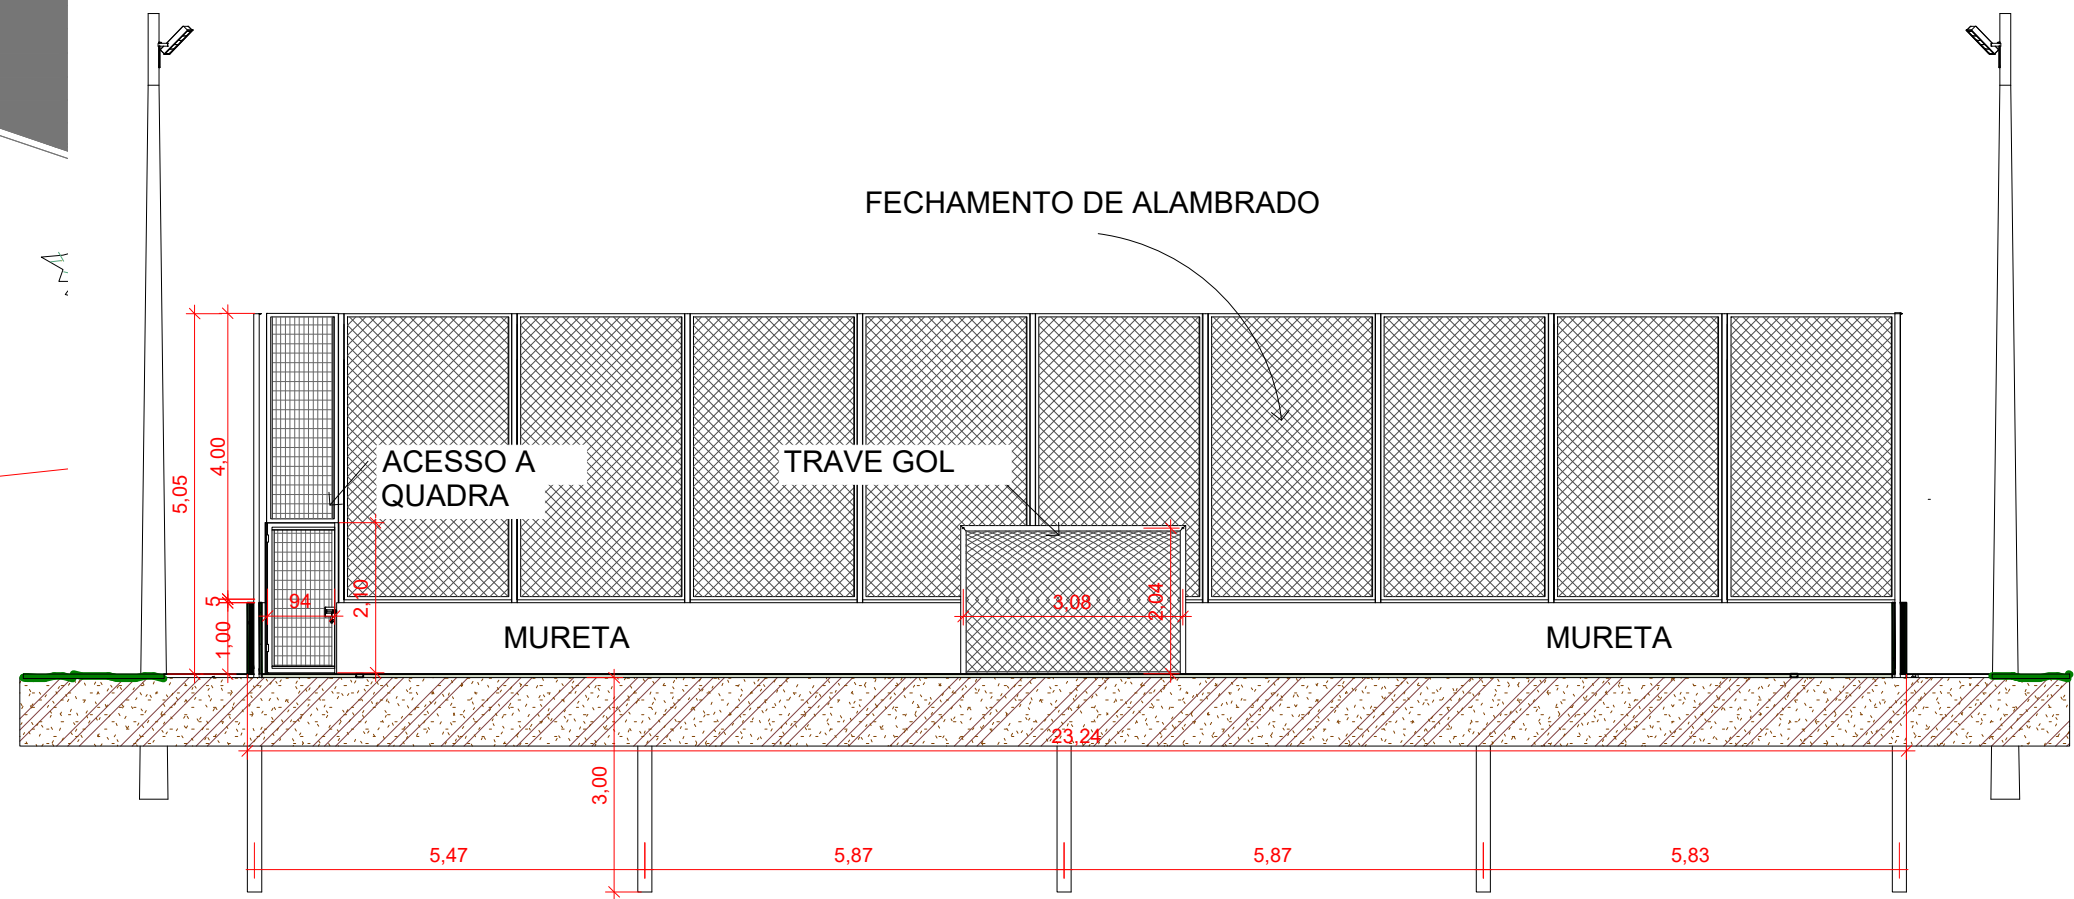 FECHAMENTO DE ALAMBRADO
4,00
5,05
ACESSO A
QUADRA
TRAVE GOL
5
94
2,10
3,08
2,04
1,00
MURETA
MURETA
23,24
3,00
5,47
5,87
5,87
5,83